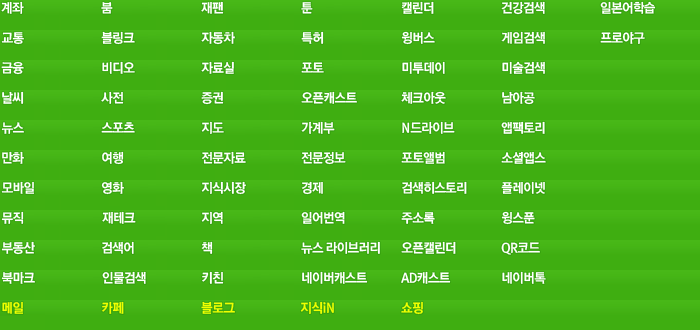 계좌 붐 재팬 툰 캘린더 건강검색 일본어학습
교통 블링크 자동차 특허 윙버스 게임검색 프로야구
금융 비디오 자료실 포토 미투데이 미술검색
날씨 사전 증권 오픈캐스트 체크아웃 남아공
뉴스 스포츠 지도 가계부 N드라이브 앱팩토리
만화 여행 전문자료 전문정보 포토앨범 소셜앱스
모바일 영화 지식시장 경제 검색히스토리 플레이넷
뮤직 재테크 지역 일어번역 주소록 윙스푼
부동산 검색어 책 뉴스 라이브러리 오픈캘린더 QR코드
북마크 인물검색 키친 네이버캐스트 AD캐스트 네이버톡
메일 카페 블로그 지식iN 쇼핑